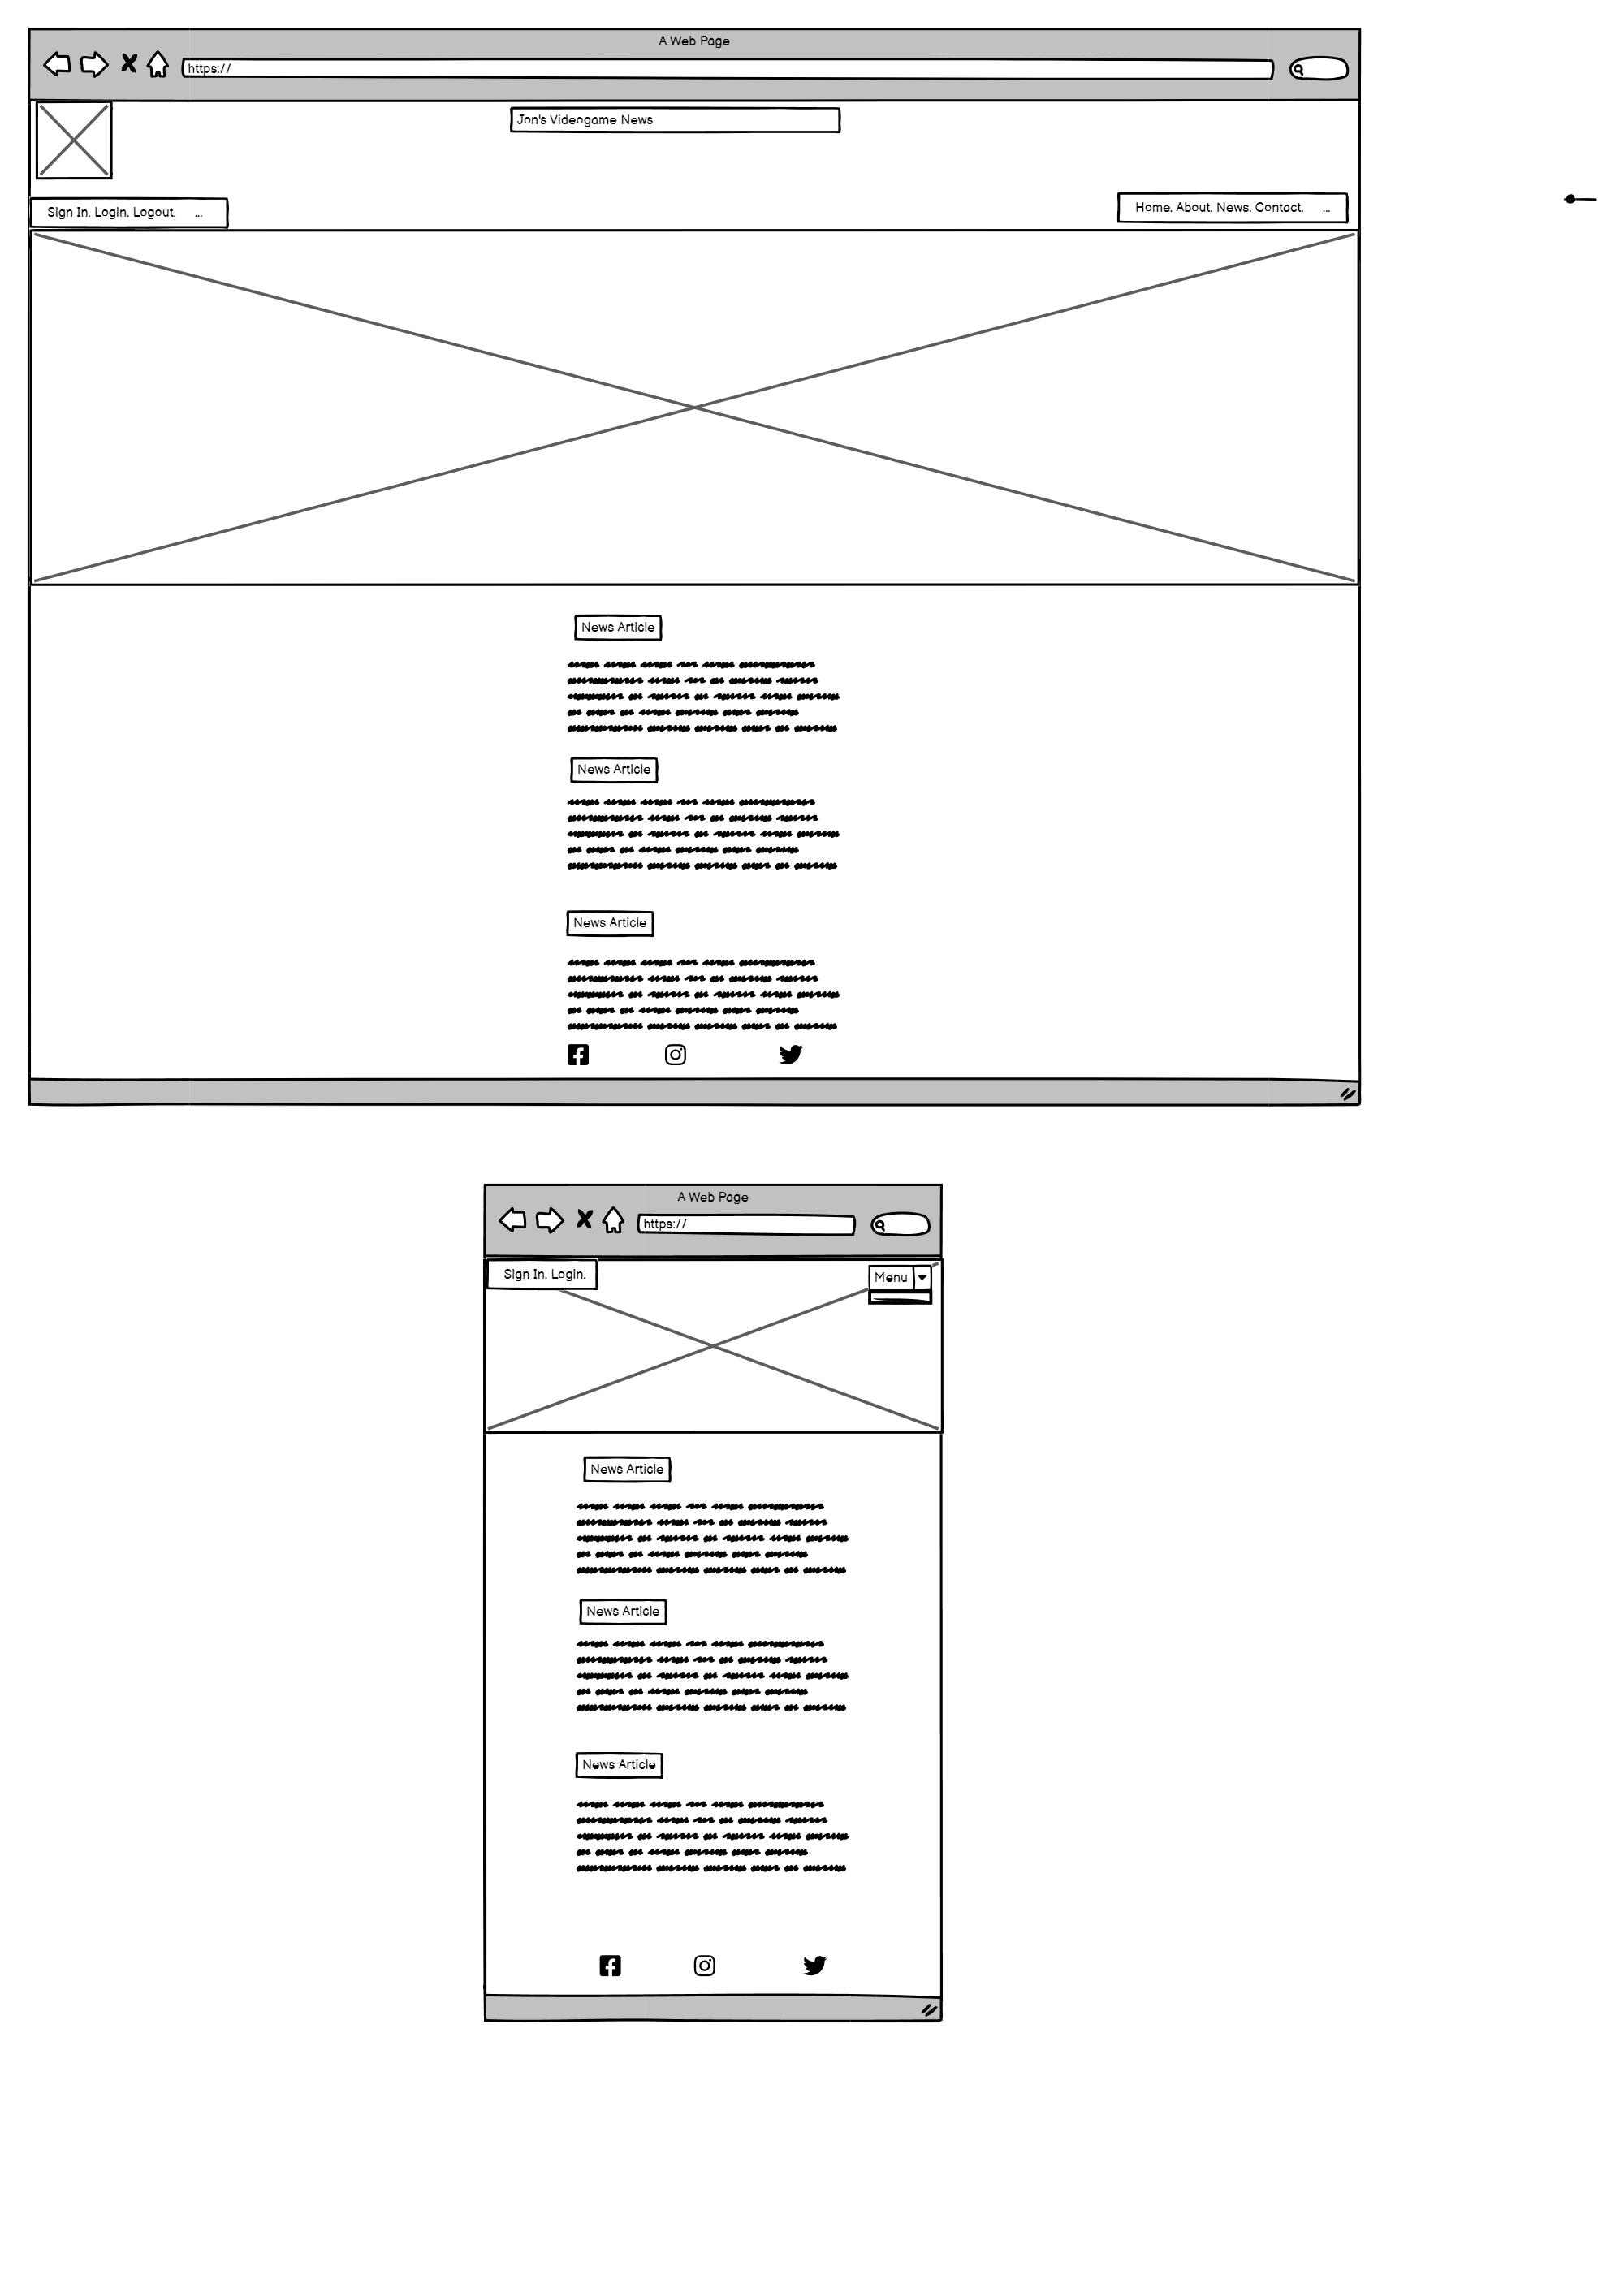 A Web Page
https://
Jon's Videogame News
Sign In. Login. Logout. ...
Home. About. News. Contact. ...
News Article
News Article
News Article
A Web Page
https://
Sign In. Login.
Menu
News Article
News Article
News Article